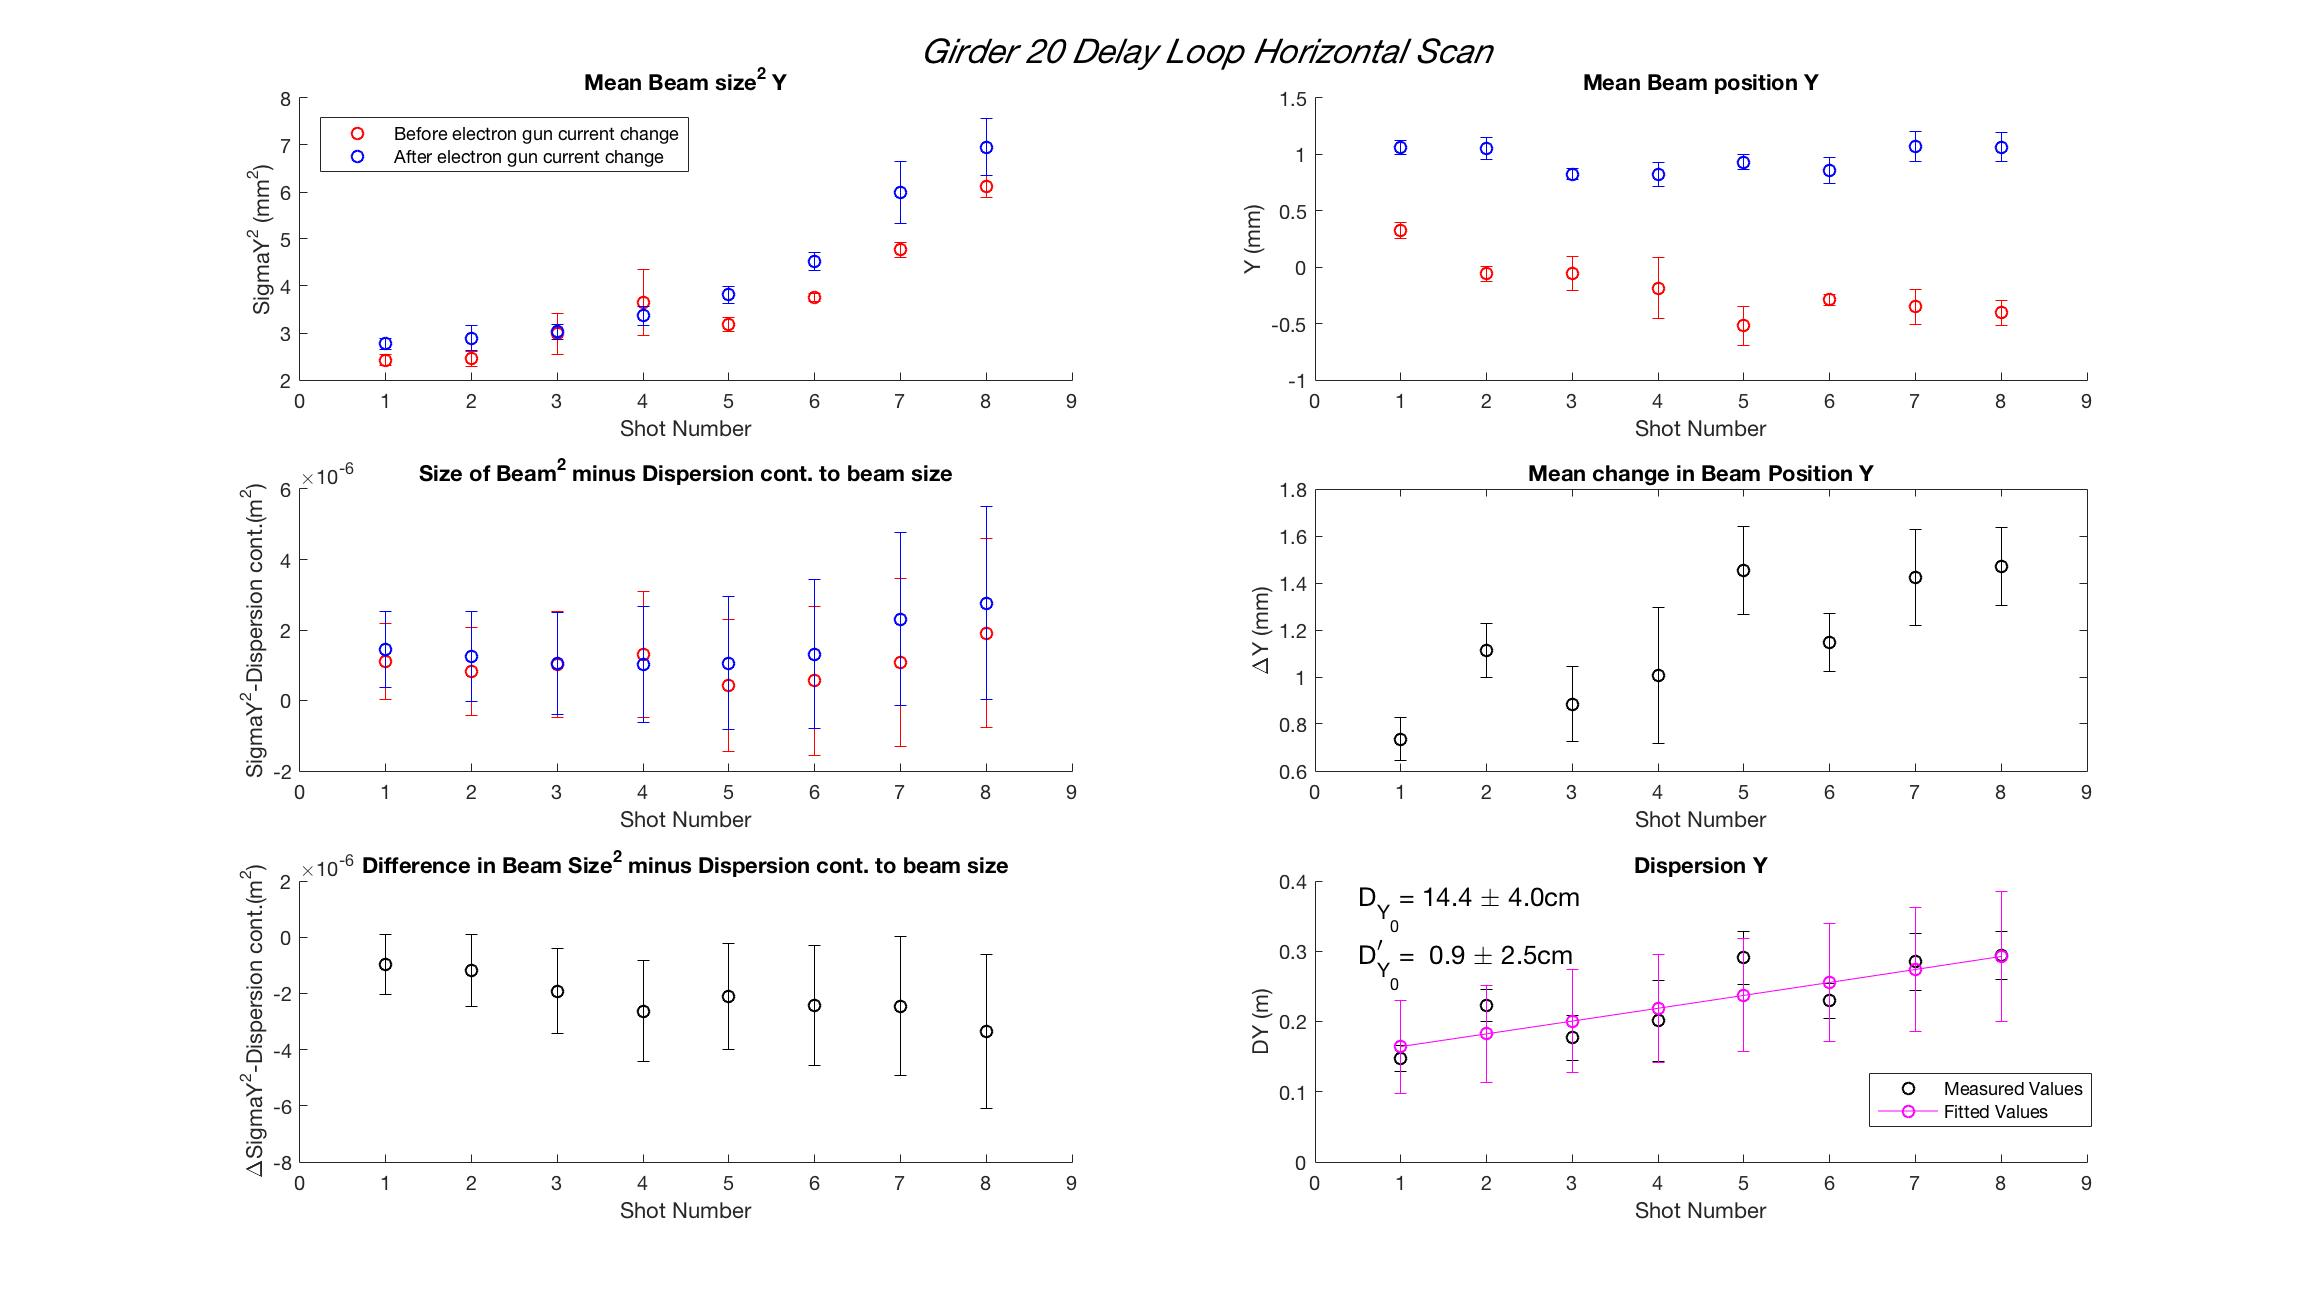 Girder 20 Delay Loop Horizontal Scan
Mean Beam size² Y
SigmaY² (mm²)
8
7
6
5
4
3
2
Before electron gun current change
After electron gun current change
0 1 2 3 4 5 6 7 8 9
Shot Number
Mean Beam position Y
Y (mm)
1.5
1
0.5
0
-0.5
-1
0 1 2 3 4 5 6 7 8 9
Shot Number
Size of Beam² minus Dispersion cont. to beam size
×10⁻⁶
SigmaY²-Dispersion cont.(m²)
6
4
2
0
-2
0 1 2 3 4 5 6 7 8 9
Shot Number
Mean change in Beam Position Y
ΔY (mm)
1.8
1.6
1.4
1.2
1
0.8
0.6
0 1 2 3 4 5 6 7 8 9
Shot Number
Difference in Beam Size² minus Dispersion cont. to beam size
×10⁻⁶
ΔSigmaY²-Dispersion cont.(m²)
2
0
-2
-4
-6
-8
0 1 2 3 4 5 6 7 8 9
Shot Number
Dispersion Y
DY (m)
0.4
0.3
0.2
0.1
0
D_Y₀ = 14.4 ± 4.0cm
D′_Y₀ = 0.9 ± 2.5cm
Measured Values
Fitted Values
0 1 2 3 4 5 6 7 8 9
Shot Number